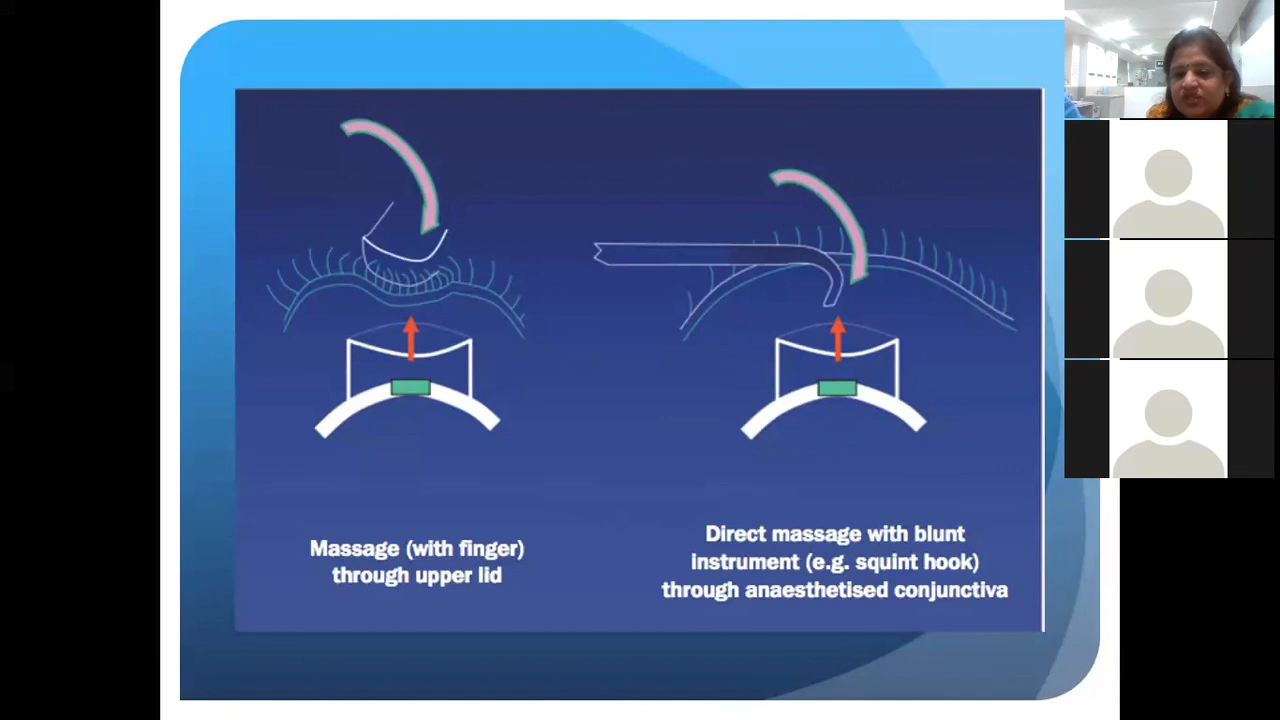 Massage (with finger)
through upper lid
Direct massage with blunt
instrument (e.g. squint hook)
through anaesthetised conjunctiva